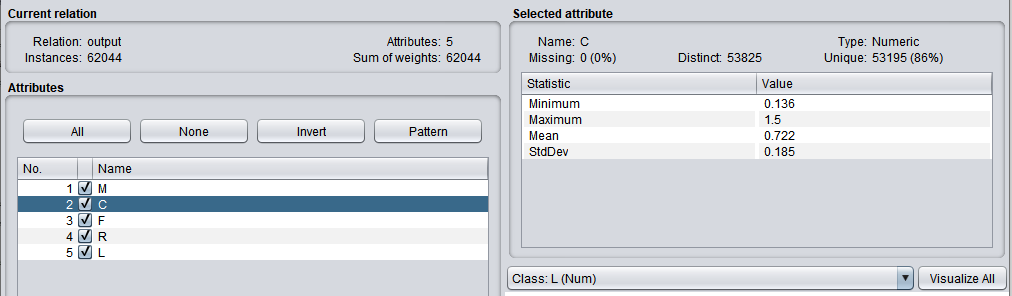 Current relation
Relation: output
Attributes: 5
Instances: 62044
Sum of weights: 62044
Attributes
All
None
Invert
Pattern
No.
Name
1 M
2 C
3 F
4 R
5 L
Selected attribute
Name: C
Type: Numeric
Missing: 0 (0%)
Distinct: 53825
Unique: 53195 (86%)
Statistic Value
Minimum 0.136
Maximum 1.5
Mean 0.722
StdDev 0.185
Class: L (Num)
Visualize All